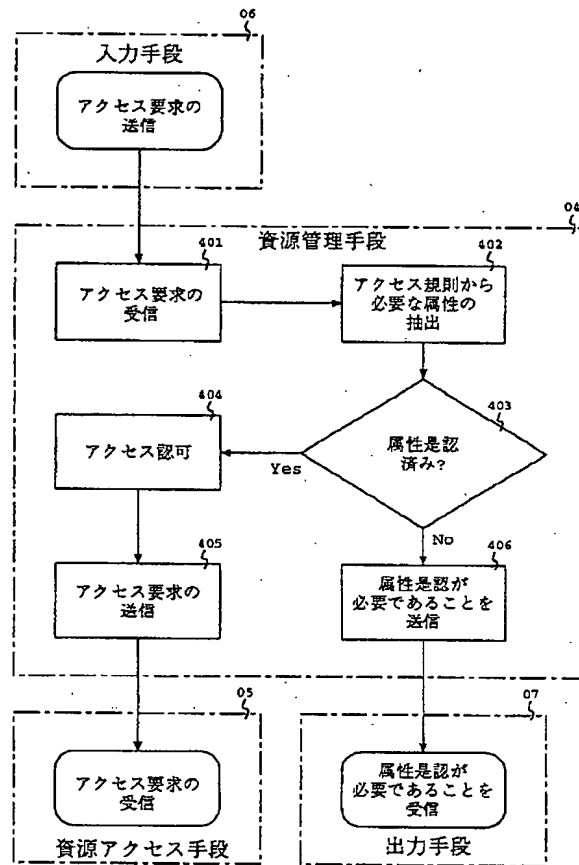 06
入力手段
アクセス要求の
送信
04
資源管理手段
401
アクセス要求の
受信
402
アクセス規則から
必要な属性の
抽出
403
属性是認
済み?
Yes
No
404
アクセス認可
405
アクセス要求の
送信
406
属性是認が
必要であることを
送信
05
アクセス要求の
受信
資源アクセス手段
07
属性是認が
必要であることを
受信
出力手段